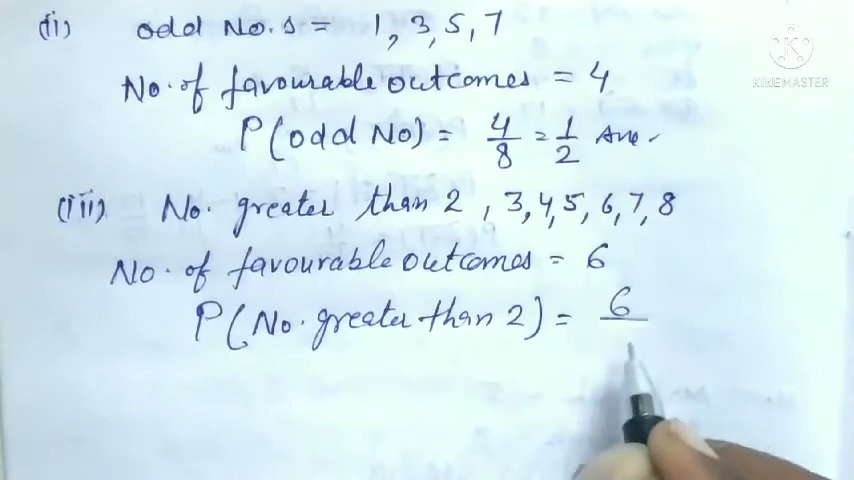 (ii) odd No.s = 1, 3, 5, 7
No. of favourable outcomes = 4
P(odd No) = 4/8 = 1/2 Ans.
(iii) No. greater than 2, 3, 4, 5, 6, 7, 8
No. of favourable outcomes = 6
P(No. greater than 2) = 6/
KINEMASTER